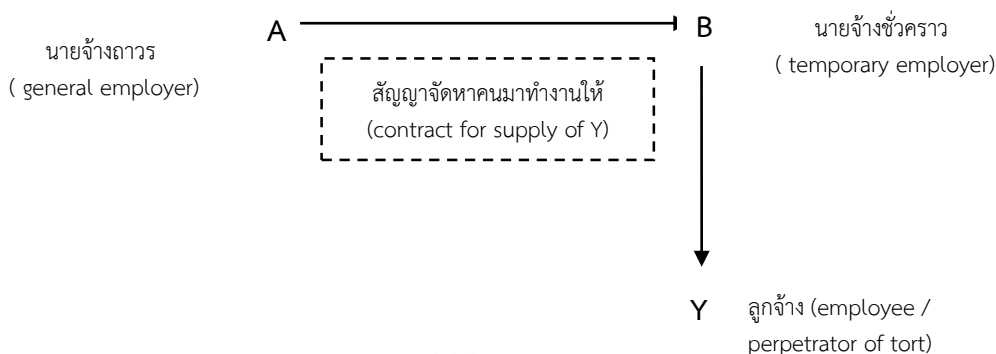 นายจ้างถาวร
( general employer)
A
B
นายจ้างชั่วคราว
( temporary employer)
สัญญาจัดหาคนมาทำงานให้
(contract for supply of Y)
Y
ลูกจ้าง (employee /
perpetrator of tort)